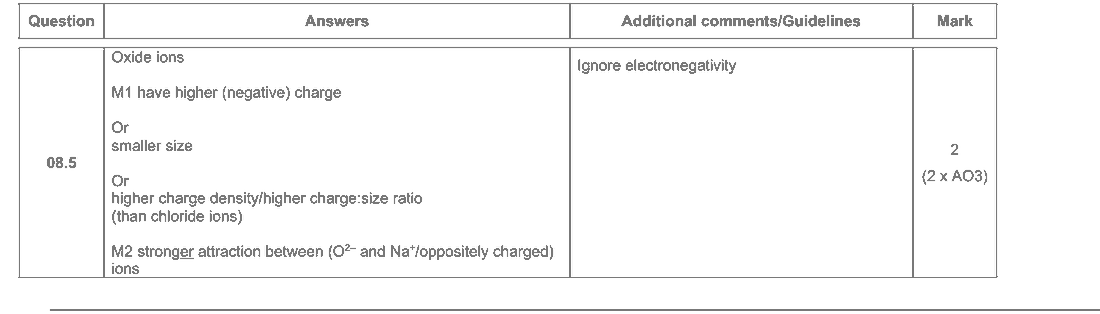 Question Answers Additional comments/Guidelines Mark
08.5
Oxide ions
M1 have higher (negative) charge
Or
smaller size
Or
higher charge density/higher charge:size ratio
(than chloride ions)
M2 stronger attraction between (O²⁻ and Na⁺/oppositely charged)
ions
Ignore electronegativity
2
(2 x AO3)